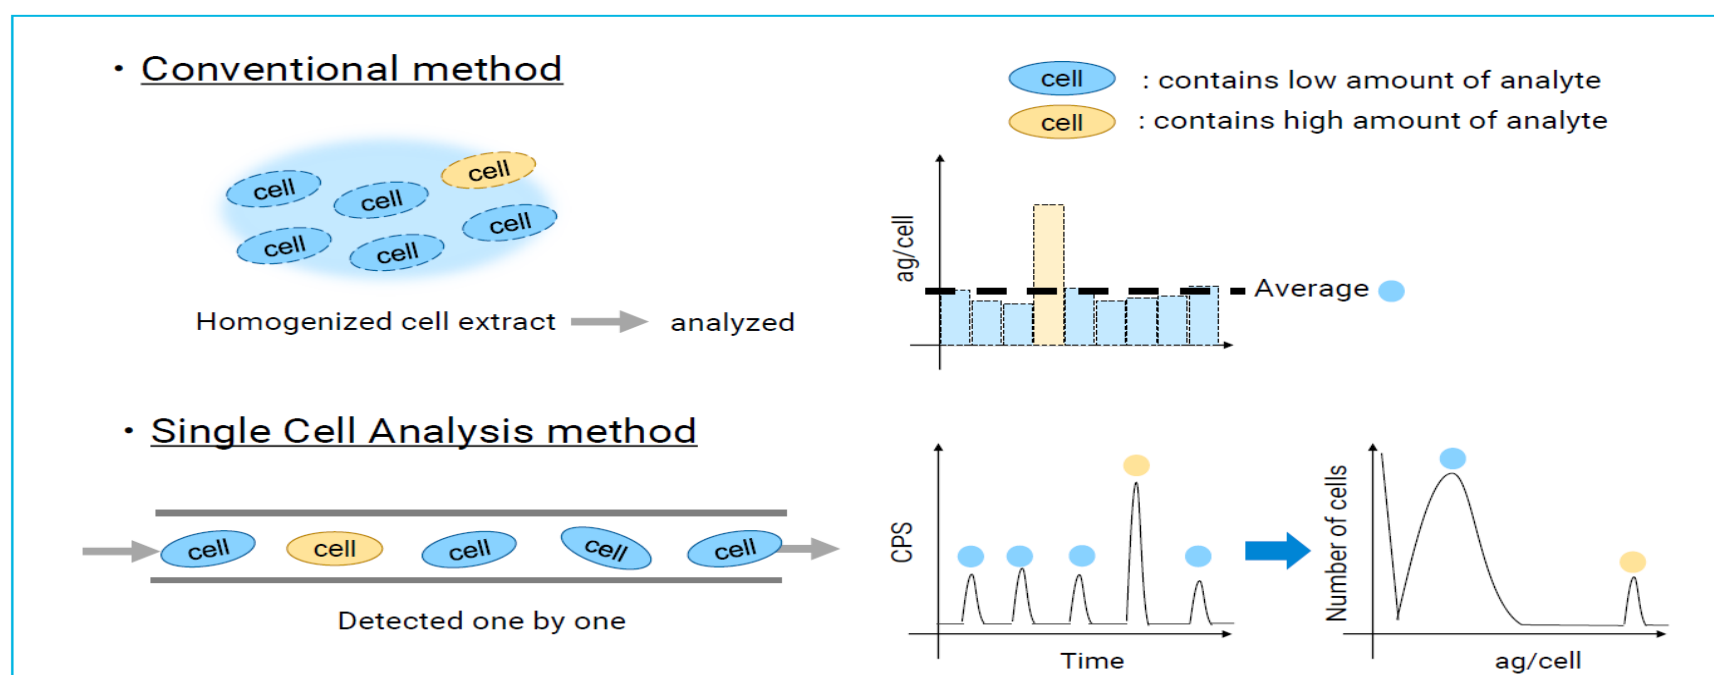 ・Conventional method
cell : contains low amount of analyte
cell : contains high amount of analyte
cell
cell
cell
cell
cell
cell
Homogenized cell extract
analyzed
ag/cell
Average
・Single Cell Analysis method
cell
cell
cell
cell
cell
Detected one by one
CPS
Time
Number of cells
ag/cell